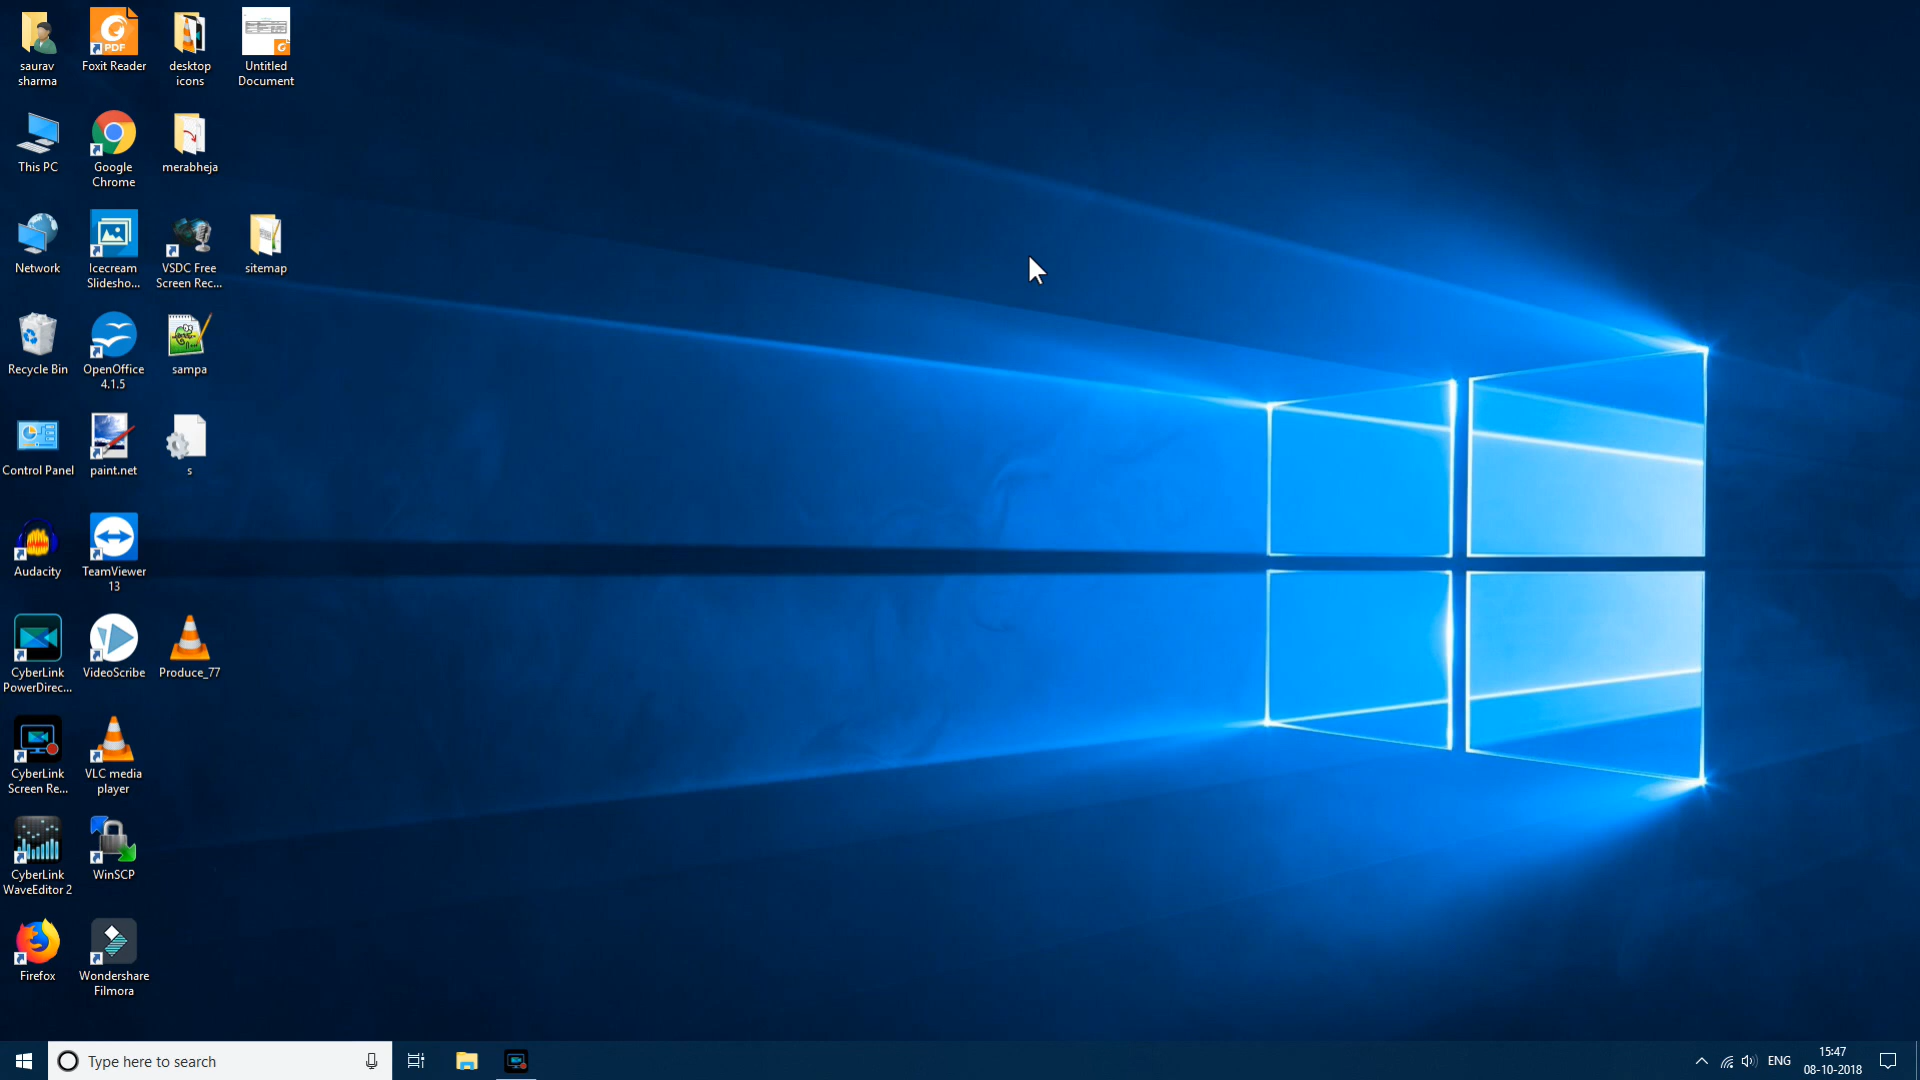 saurav
sharma
Foxit Reader
desktop
icons
Untitled
Document
PDF
This PC
Google
Chrome
merabheja
Network
Icecream
Slidesho...
VSDC Free
Screen Rec...
sitemap
Recycle Bin
OpenOffice
4.1.5
sampa
Control Panel
paint.net
s
Audacity
TeamViewer
13
CyberLink
PowerDirec...
VideoScribe
Produce_77
CyberLink
Screen Re...
VLC media
player
CyberLink
WaveEditor 2
WinSCP
Firefox
Wondershare
Filmora
Type here to search
ENG
15:47
08-10-2018